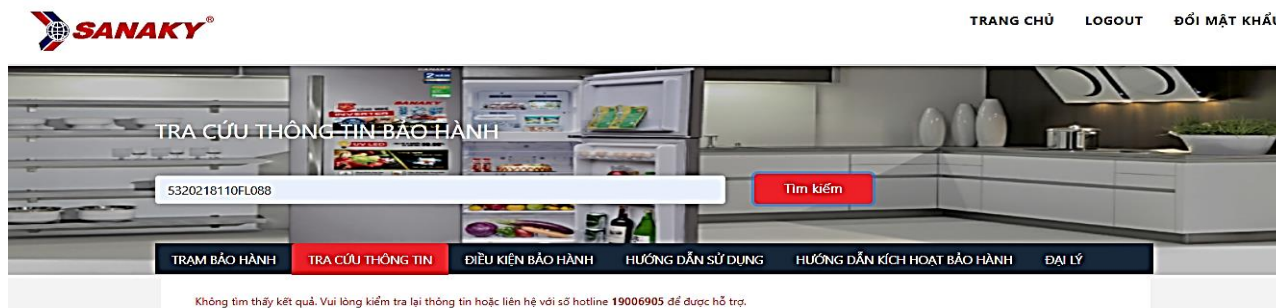 SANAKY®
TRANG CHỦ LOGOUT ĐỔI MẬT KHẨU
TRA CỨU THÔNG TIN BẢO HÀNH
5320218110FL088
Tìm kiếm
TRẠM BẢO HÀNH TRA CỨU THÔNG TIN ĐIỀU KIỆN BẢO HÀNH HƯỚNG DẪN SỬ DỤNG HƯỚNG DẪN KÍCH HOẠT BẢO HÀNH ĐẠI LÝ
Không tìm thấy kết quả. Vui lòng kiểm tra lại thông tin hoặc liên hệ với số hotline 19006905 để được hỗ trợ.